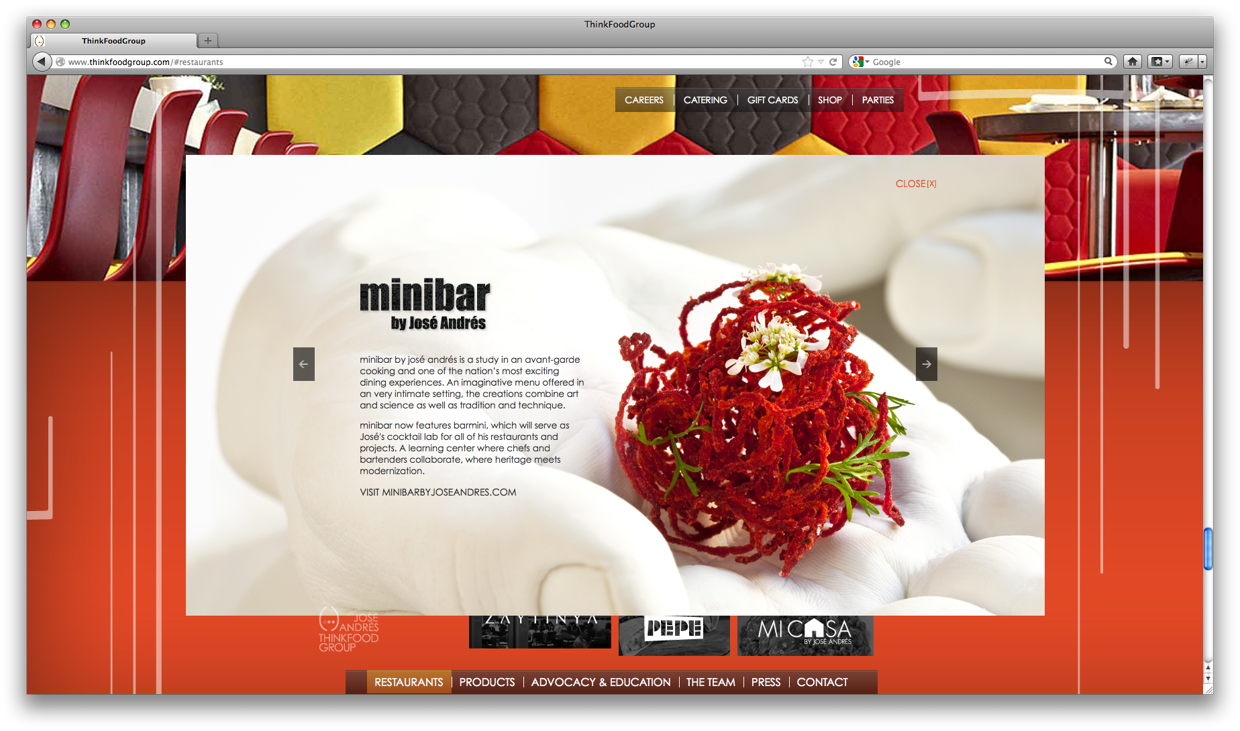 ThinkFoodGroup
ThinkFoodGroup
www.thinkfoodgroup.com/#restaurants
Google
CAREERS | CATERING | GIFT CARDS | SHOP | PARTIES
CLOSE[X]
minibar
by José Andrés
minibar by josé andrés is a study in an avant-garde
cooking and one of the nation's most exciting
dining experiences. An imaginative menu offered in
an very intimate setting, the creations combine art
and science as well as tradition and technique.
minibar now features barmini, which will serve as
José's cocktail lab for all of his restaurants and
projects. A learning center where chefs and
bartenders collaborate, where heritage meets
modernization.
VISIT MINIBARBYJOSEANDRES.COM
JOSÉ
ANDRÉS
THINKFOOD
GROUP
ZAYTINYA
PEPE
MI CASA
BY JOSÉ ANDRÉS
RESTAURANTS | PRODUCTS | ADVOCACY & EDUCATION | THE TEAM | PRESS | CONTACT